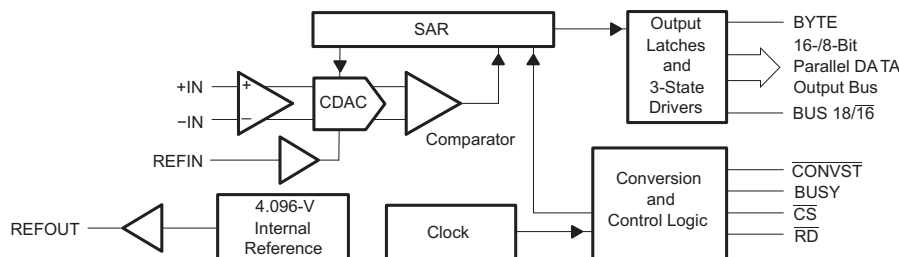 SAR
Output
Latches
and
3-State
Drivers
BYTE
16-/8-Bit
Parallel DATA
Output Bus
BUS 18/16
+IN
−IN
+
−
CDAC
Comparator
REFIN
CONVST
BUSY
CS
RD
Conversion
and
Control Logic
REFOUT
4.096-V
Internal
Reference
Clock